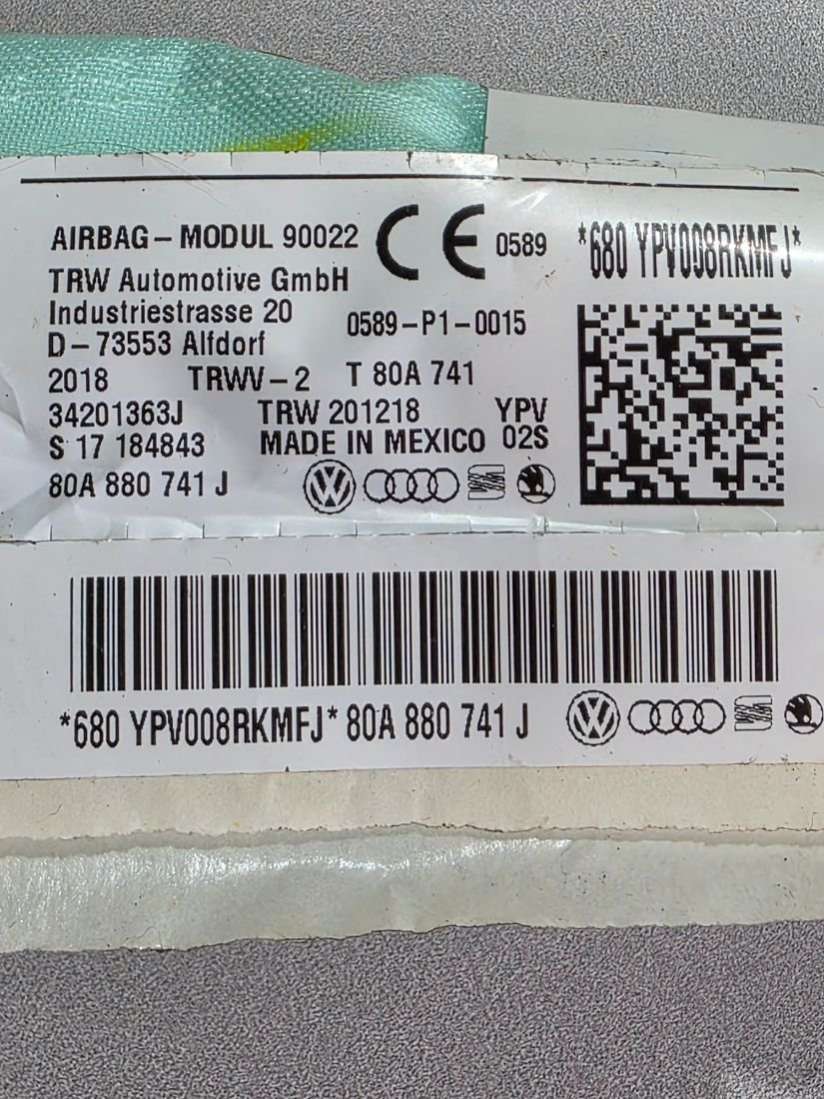 AIRBAG-MODUL 90022 CE 0589 *680 YPV008RKMFJ*
TRW Automotive GmbH
Industriestrasse 20 0589-P1-0015
D-73553 Alfdorf
2018 TRWV-2 T 80A 741
34201363J TRW 201218 YPV
S 17 184843 MADE IN MEXICO 02S
80A 880 741 J
*680 YPV008RKMFJ* 80A 880 741 J